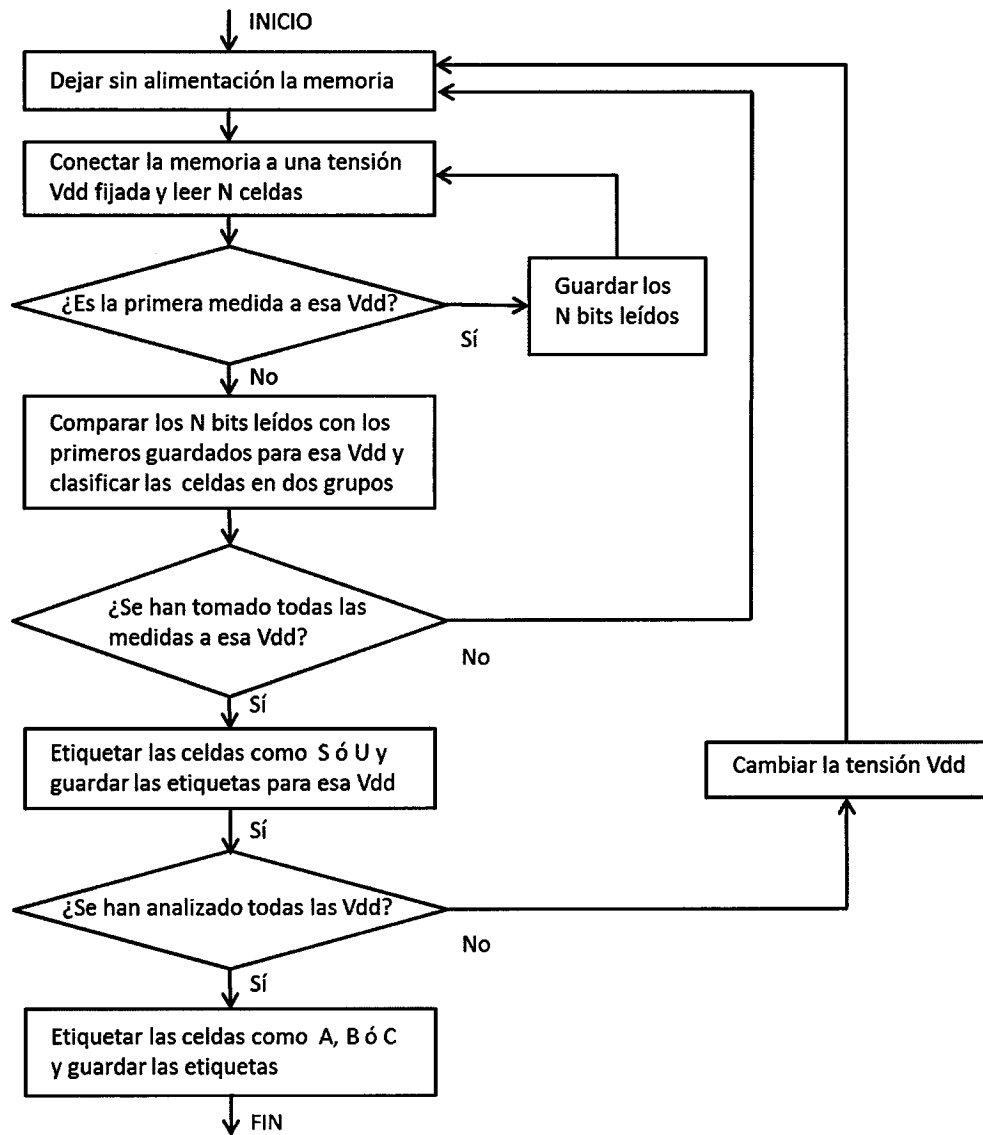 INICIO
Dejar sin alimentación la memoria
Conectar la memoria a una tensión
Vdd fijada y leer N celdas
¿Es la primera medida a esa Vdd?
Sí
Guardar los
N bits leídos
No
Comparar los N bits leídos con los
primeros guardados para esa Vdd y
clasificar las celdas en dos grupos
¿Se han tomado todas las
medidas a esa Vdd?
No
Sí
Etiquetar las celdas como S ó U y
guardar las etiquetas para esa Vdd
Cambiar la tensión Vdd
Sí
¿Se han analizado todas las Vdd?
No
Sí
Etiquetar las celdas como A, B ó C
y guardar las etiquetas
FIN